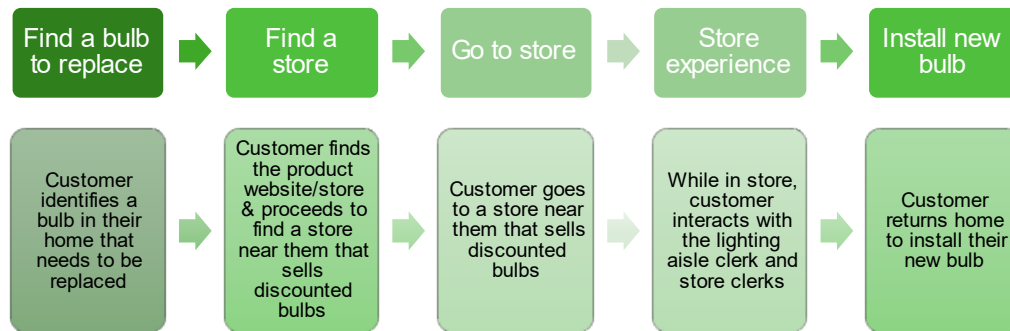 Find a bulb
to replace
Find a
store
Go to store
Store
experience
Install new
bulb
Customer
identifies a
bulb in their
home that
needs to be
replaced
Customer finds
the product
website/store
& proceeds to
find a store
near them that
sells
discounted
bulbs
Customer goes
to a store near
them that sells
discounted
bulbs
While in store,
customer
interacts with
the lighting
aisle clerk and
store clerks
Customer
returns home
to install their
new bulb